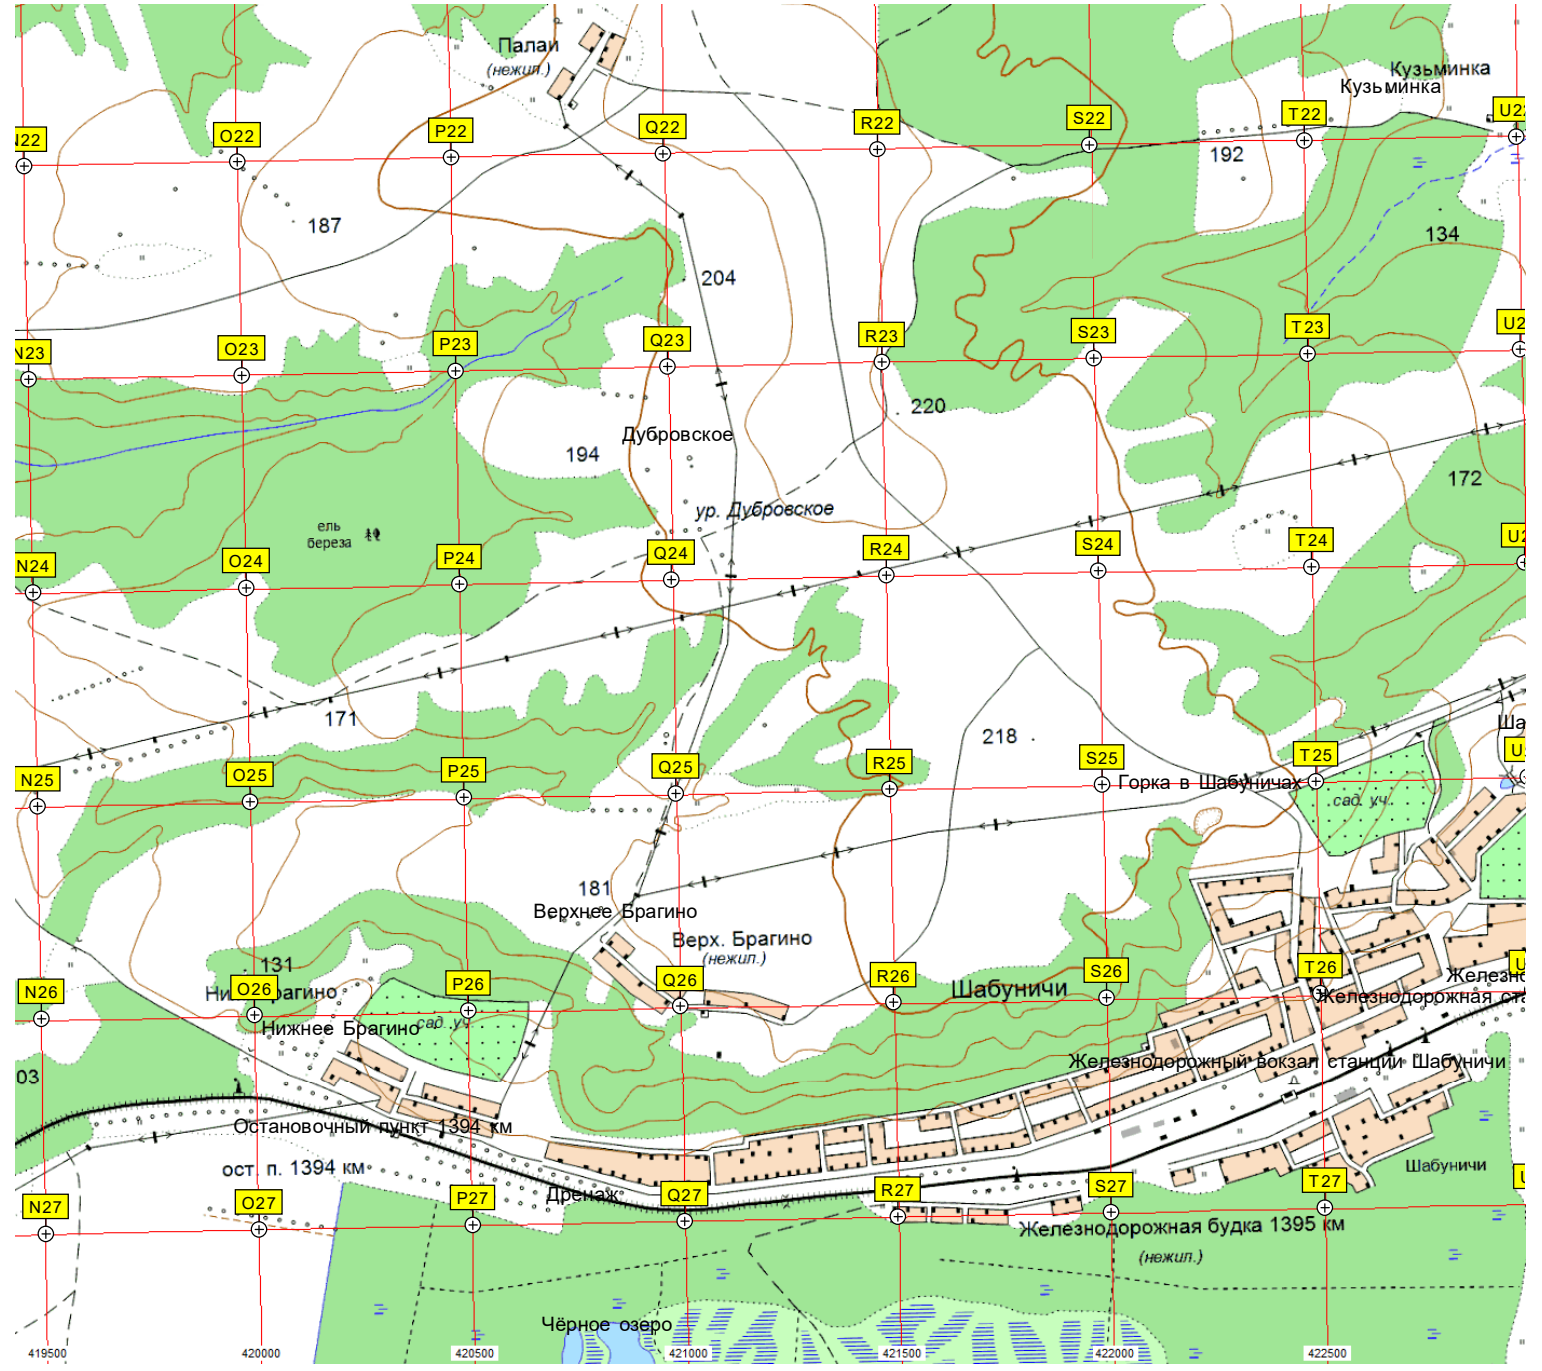 Палаи
(нежил.)
Кузьминка
Кузьминка
N22
O22
P22
Q22
R22
S22
T22
192
187
134
204
N23
O23
P23
Q23
R23
S23
T23
220
Дубровское
194
172
ур. Дубровское
ель
береза
N24
O24
P24
Q24
R24
S24
T24
171
218
N25
O25
P25
Q25
R25
S25
T25
Горка в Шабуничах
сад. уч.
181
Верхнее Брагино
Верх. Брагино
(нежил.)
131
N26
O26
P26
Q26
R26
S26
T26
Шабуничи
Нижнее Брагино
сад. уч.
Железнодорожный вокзал станции Шабуничи
03
Остановочный пункт 1394 км
ост. п. 1394 км
Шабуничи
Дренаж
N27
O27
P27
Q27
R27
S27
T27
Железнодорожная будка 1395 км
(нежил.)
Чёрное озеро
419500
420000
420500
421000
421500
422000
422500